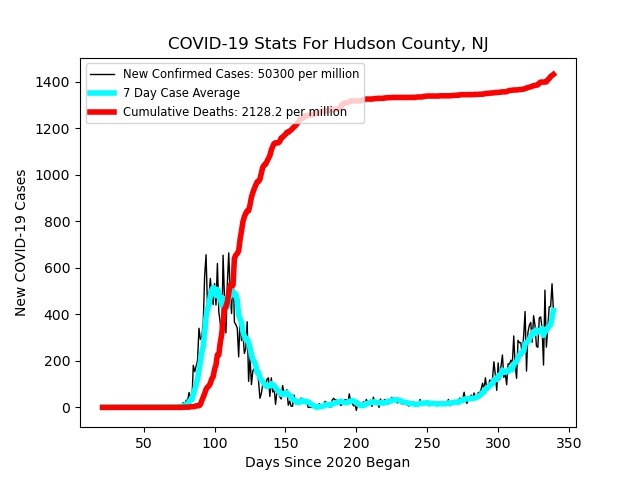 COVID-19 Stats For Hudson County, NJ
New Confirmed Cases: 50300 per million
7 Day Case Average
Cumulative Deaths: 2128.2 per million
New COVID-19 Cases
1400
1200
1000
800
600
400
200
0
50
100
150
200
250
300
350
Days Since 2020 Began